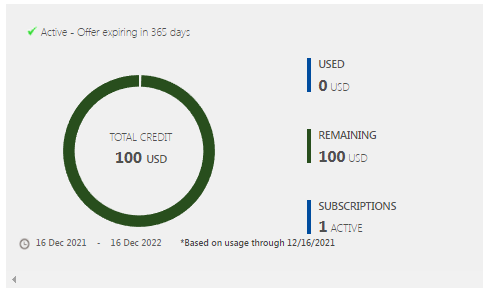 Active - Offer expiring in 365 days
TOTAL CREDIT
100 USD
USED
0 USD
REMAINING
100 USD
SUBSCRIPTIONS
1 ACTIVE
16 Dec 2021 - 16 Dec 2022 *Based on usage through 12/16/2021